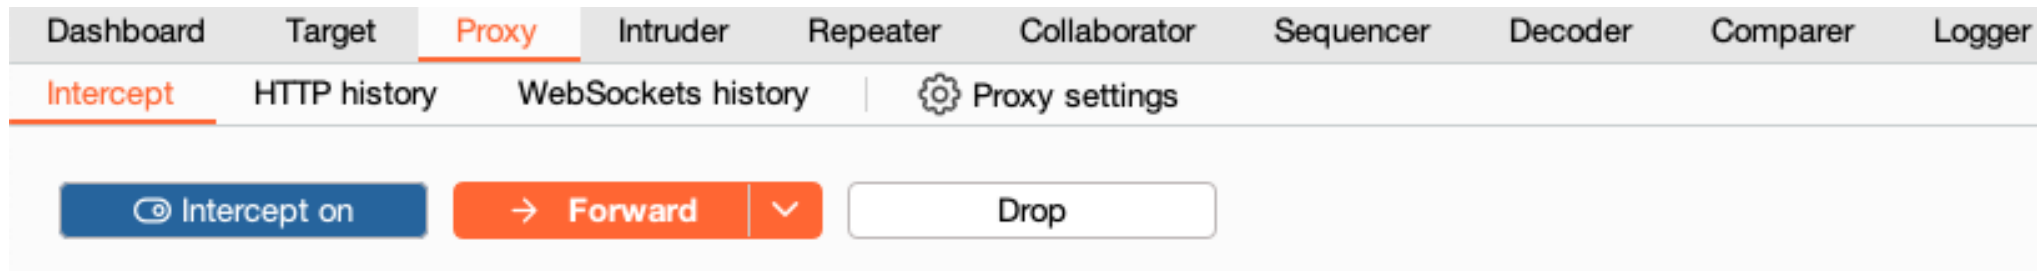 Dashboard Target Proxy Intruder Repeater Collaborator Sequencer Decoder Comparer Logger
Intercept HTTP history WebSockets history Proxy settings
Intercept on Forward Drop